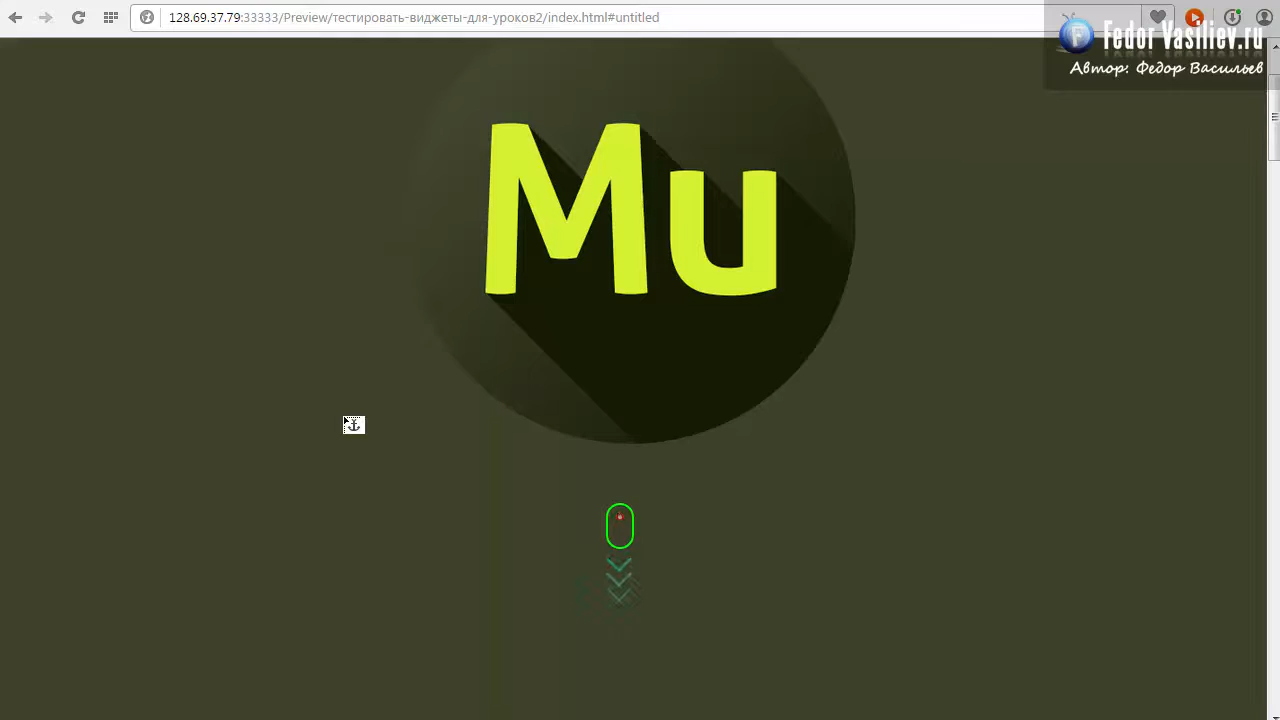 128.69.37.79:33333/Preview/тестировать-виджеты-для-уроков2/index.html#untitled
Fedor Vasiliev.ru
Автор: Федор Васильев
Mu